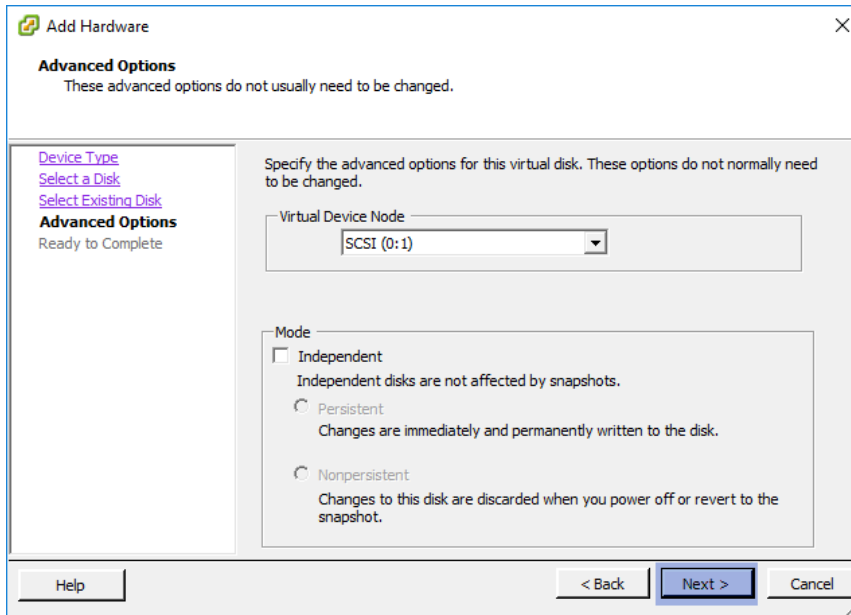 Add Hardware
Advanced Options
These advanced options do not usually need to be changed.
Device Type
Select a Disk
Select Existing Disk
Advanced Options
Ready to Complete
Specify the advanced options for this virtual disk. These options do not normally need
to be changed.
Virtual Device Node
SCSI (0:1)
Mode
Independent
Independent disks are not affected by snapshots.
Persistent
Changes are immediately and permanently written to the disk.
Nonpersistent
Changes to this disk are discarded when you power off or revert to the
snapshot.
Help
< Back
Next >
Cancel